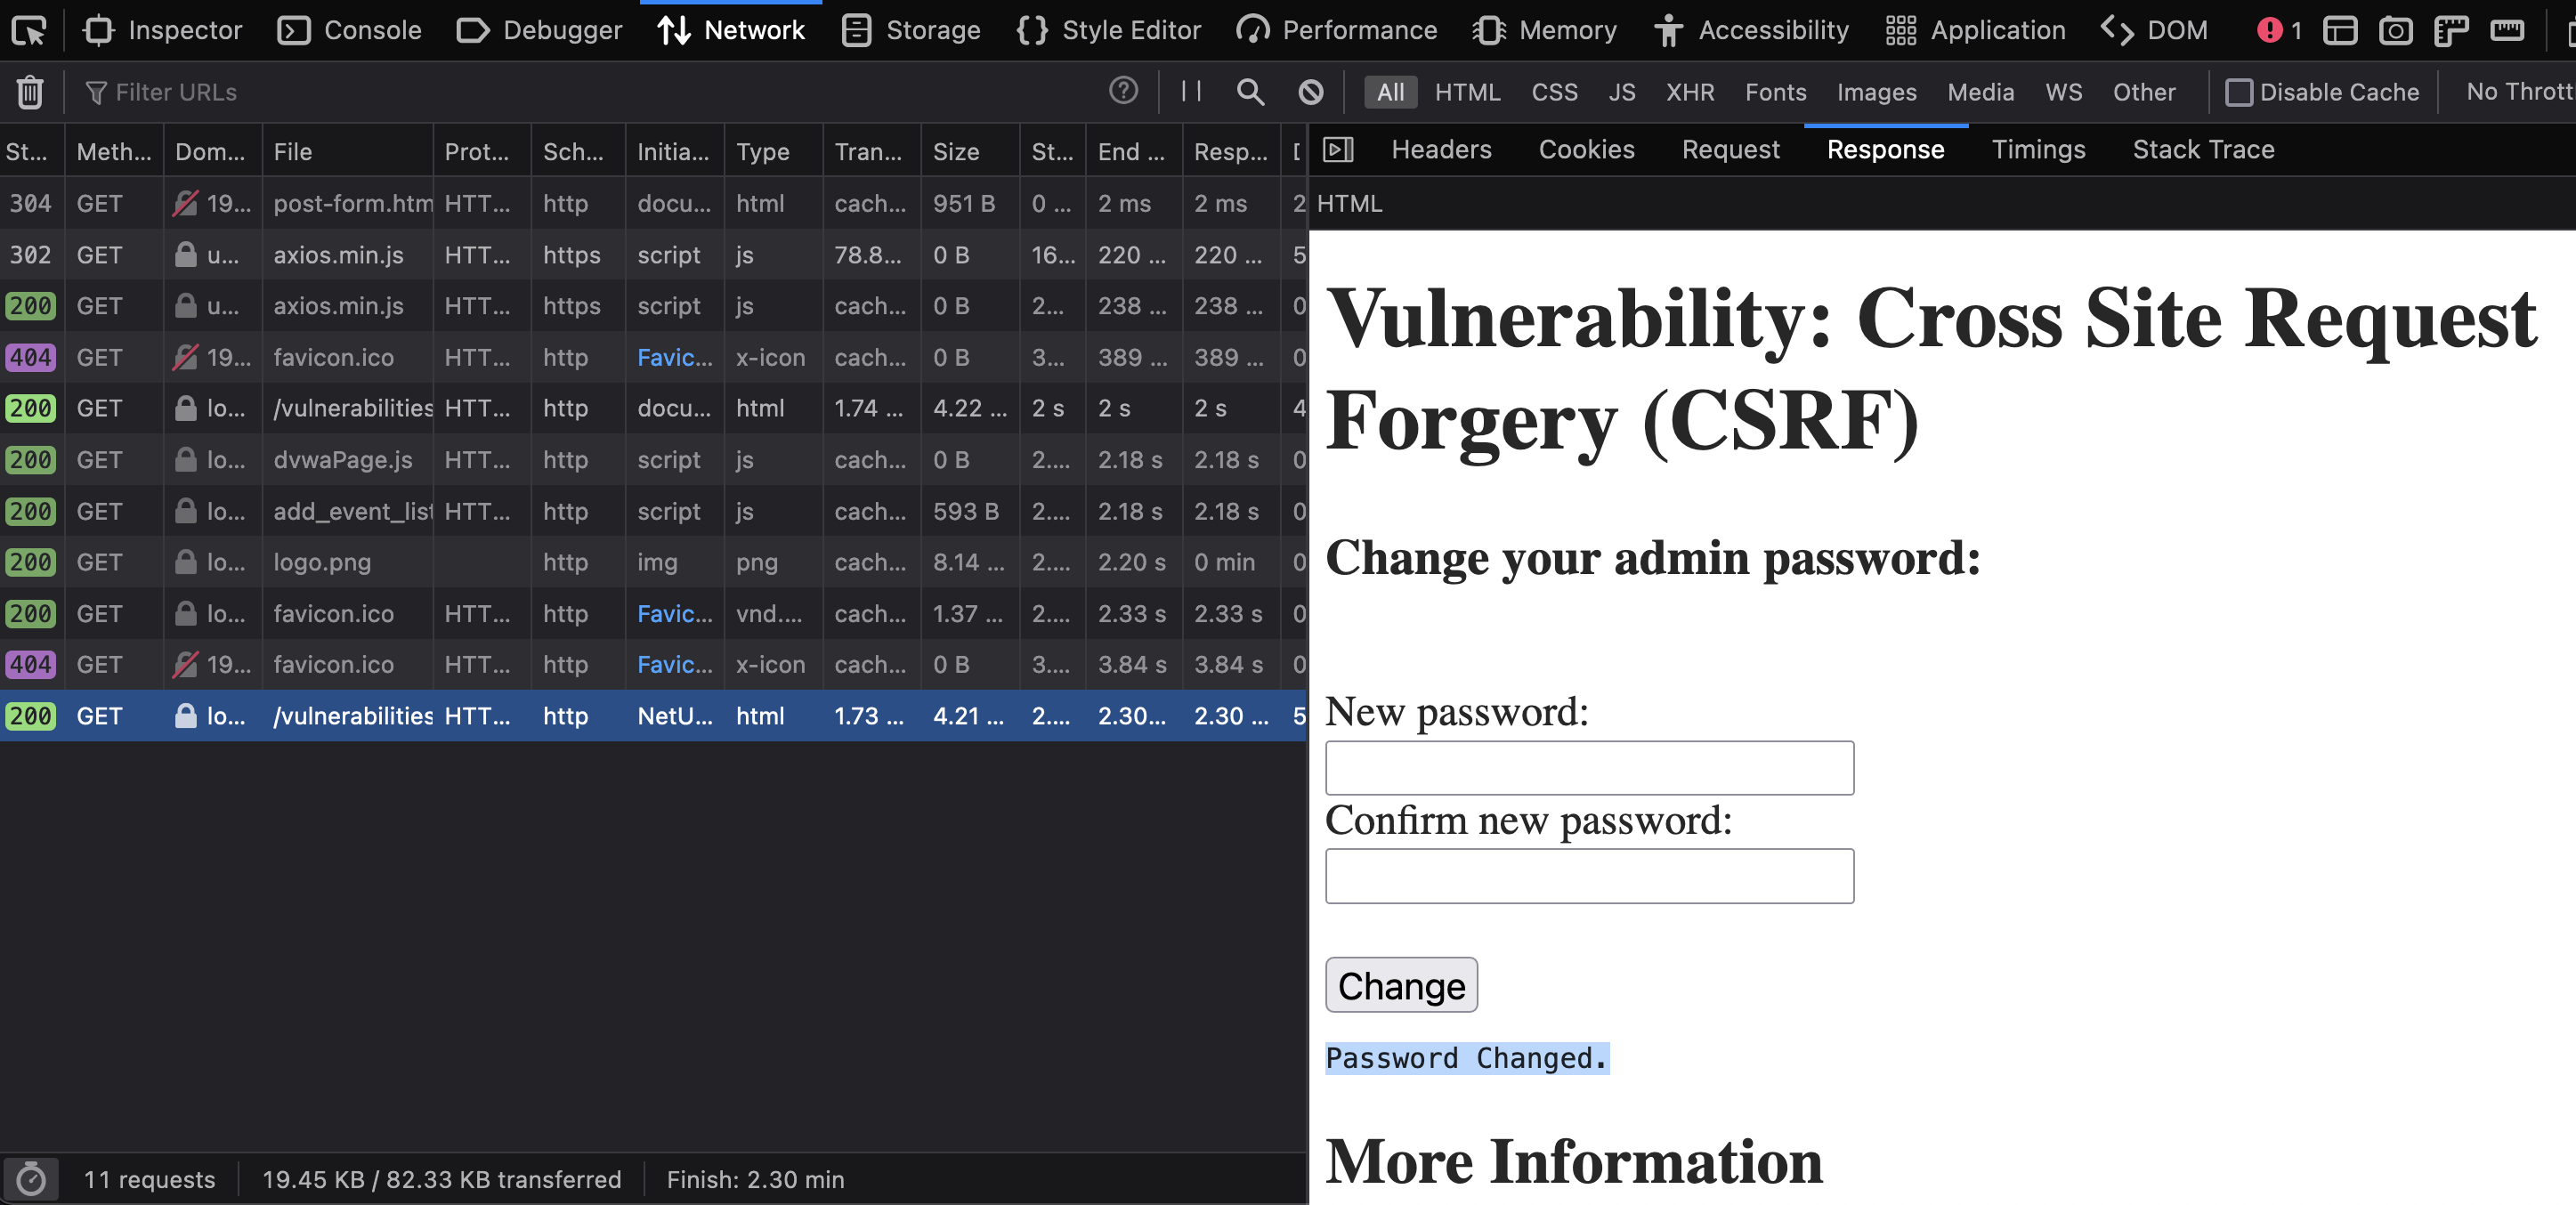 Inspector Console Debugger Network Storage Style Editor Performance Memory Accessibility Application DOM 1
Filter URLs All HTML CSS JS XHR Fonts Images Media WS Other Disable Cache No Thrott
St... Meth... Dom... File Prot... Sch... Initia... Type Tran... Size St... End ... Resp...
Headers Cookies Request Response Timings Stack Trace
HTML
304 GET 19... post-form.htm HTT... http docu... html cach... 951 B 0 ... 2 ms 2 ms 2
302 GET u... axios.min.js HTT... https script js 78.8... 0 B 16... 220 ... 220 ... 5
200 GET u... axios.min.js HTT... https script js cach... 0 B 2... 238 ... 238 ... 0
404 GET 19... favicon.ico HTT... http Favic... x-icon cach... 0 B 3... 389 ... 389 ... 0
200 GET lo... /vulnerabilities HTT... http docu... html 1.74 ... 4.22 ... 2 s 2 s 2 s 4
200 GET lo... dvwaPage.js HTT... http script js cach... 0 B 2.... 2.18 s 2.18 s 0
200 GET lo... add_event_list HTT... http script js cach... 593 B 2.... 2.18 s 2.18 s 0
200 GET lo... logo.png http img png cach... 8.14 ... 2.... 2.20 s 0 min 0
200 GET lo... favicon.ico HTT... http Favic... vnd.... cach... 1.37 ... 2.... 2.33 s 2.33 s 0
404 GET 19... favicon.ico HTT... http Favic... x-icon cach... 0 B 3.... 3.84 s 3.84 s 0
200 GET lo... /vulnerabilities HTT... http NetU... html 1.73 ... 4.21 ... 2.... 2.30... 2.30 ... 5
11 requests 19.45 KB / 82.33 KB transferred Finish: 2.30 min
Vulnerability: Cross Site Request
Forgery (CSRF)
Change your admin password:
New password:
Confirm new password:
Change
Password Changed.
More Information